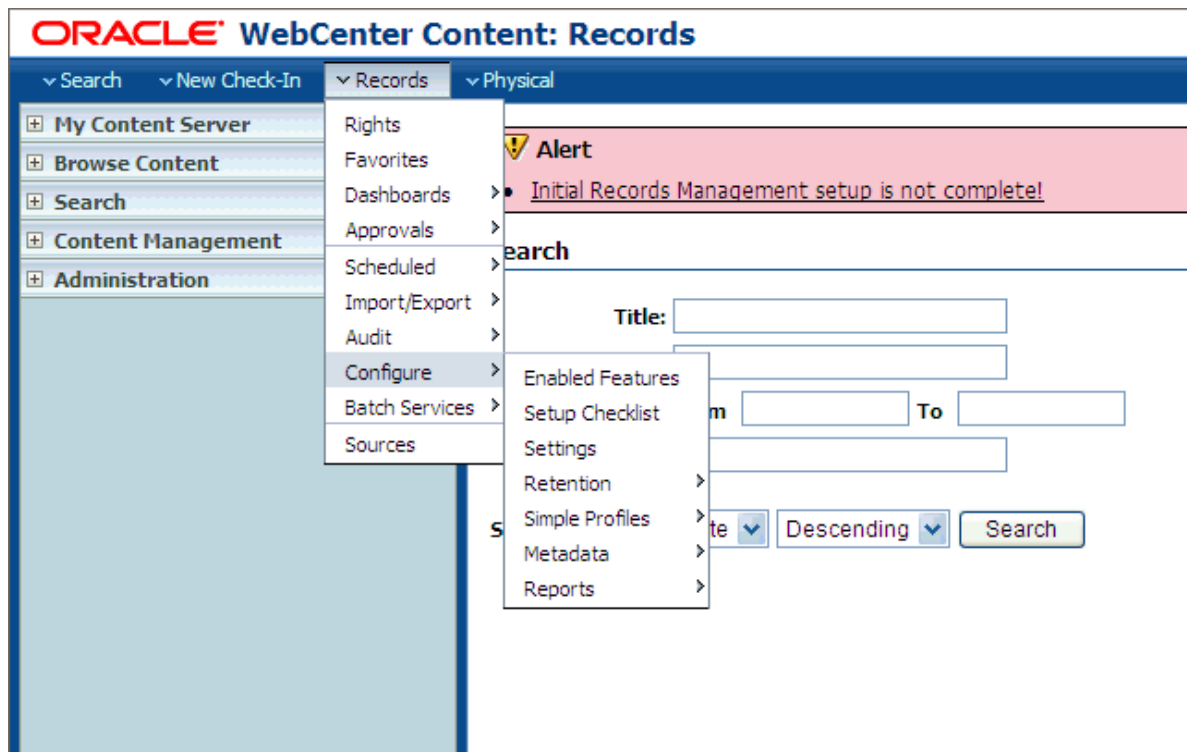 ORACLE WebCenter Content: Records
Search New Check-In Records Physical
My Content Server
Browse Content
Search
Content Management
Administration
Rights
Favorites
Dashboards
Approvals
Scheduled
Import/Export
Audit
Configure
Batch Services
Sources
Enabled Features
Setup Checklist
Settings
Retention
Simple Profiles
Metadata
Reports
Alert
Initial Records Management setup is not complete!
earch
Title:
m To
S te Descending Search